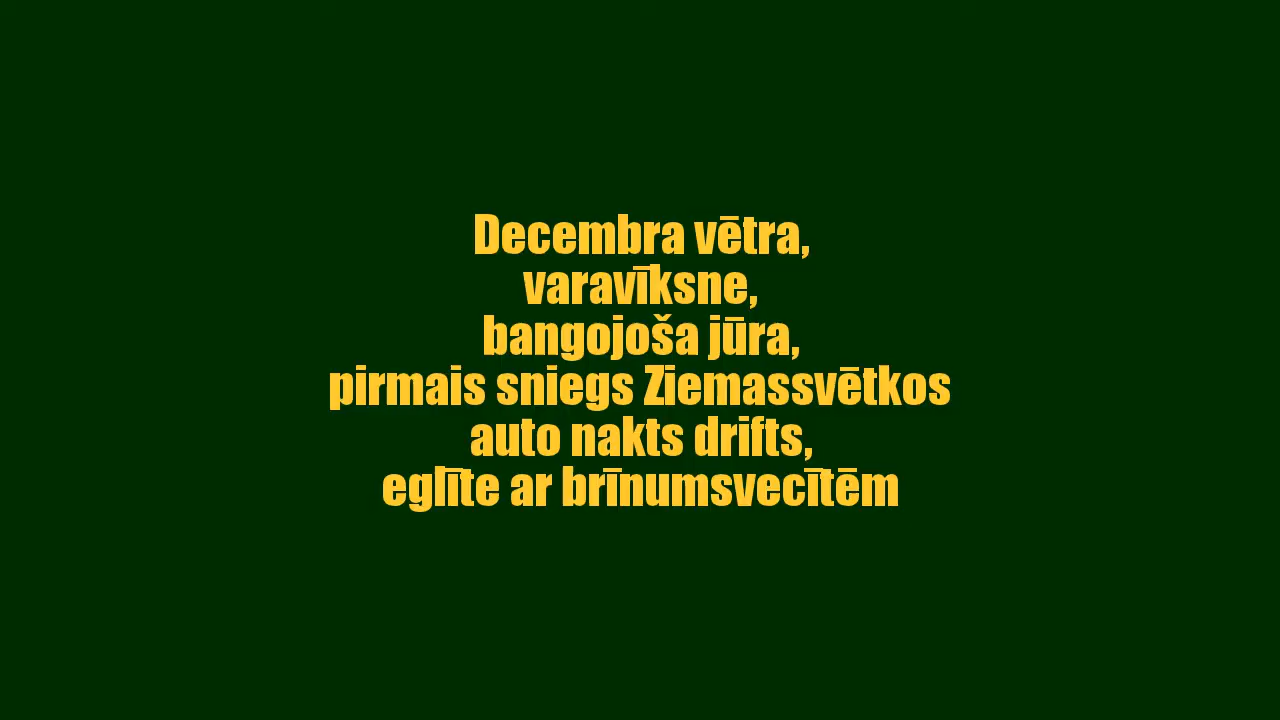 Decembra vētra,
varavīksne,
bangojoša jūra,
pirmais sniegs Ziemassvētkos
auto nakts drifts,
eglīte ar brīnumsvecītēm